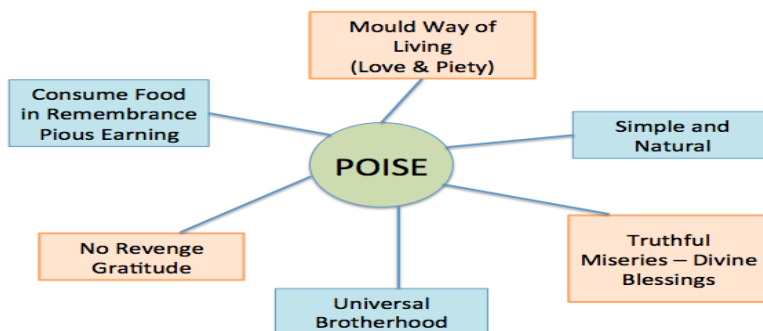 Mould Way of
Living
(Love & Piety)
Consume Food
in Remembrance
Pious Earning
Simple and
Natural
POISE
No Revenge
Gratitude
Truthful
Miseries – Divine
Blessings
Universal
Brotherhood